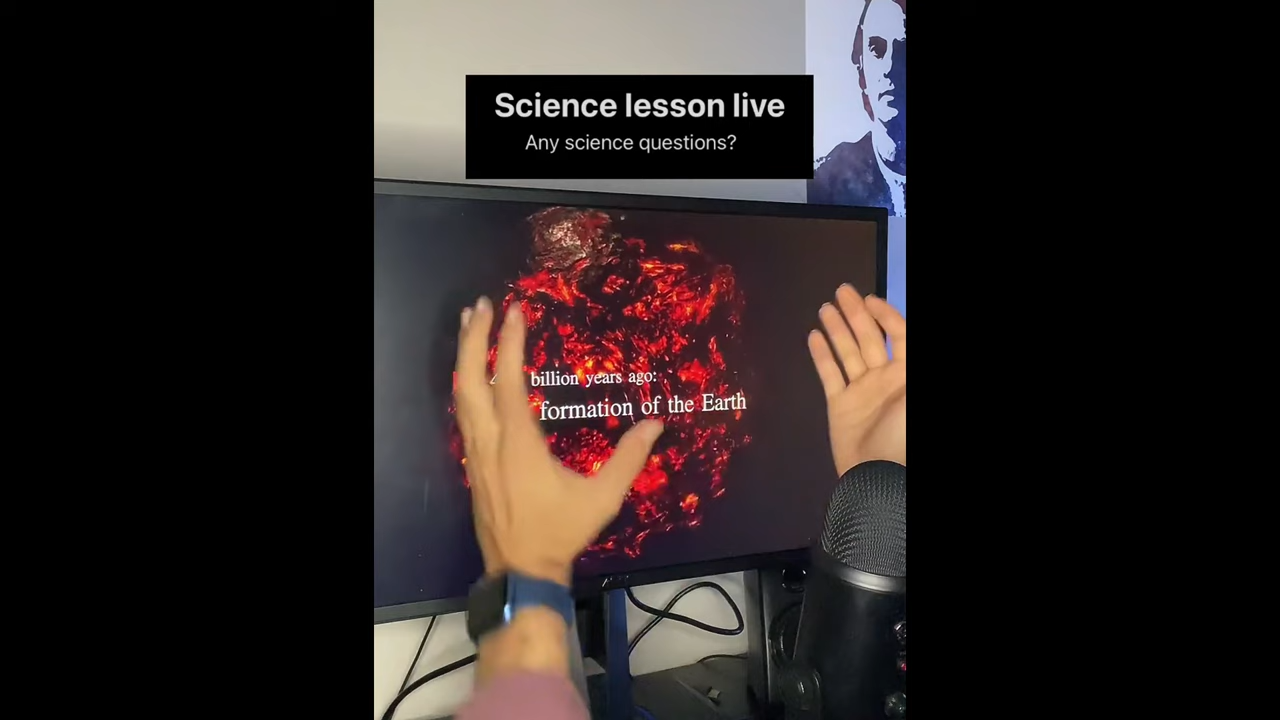 Science lesson live
Any science questions?
billion years ago:
formation of the Earth